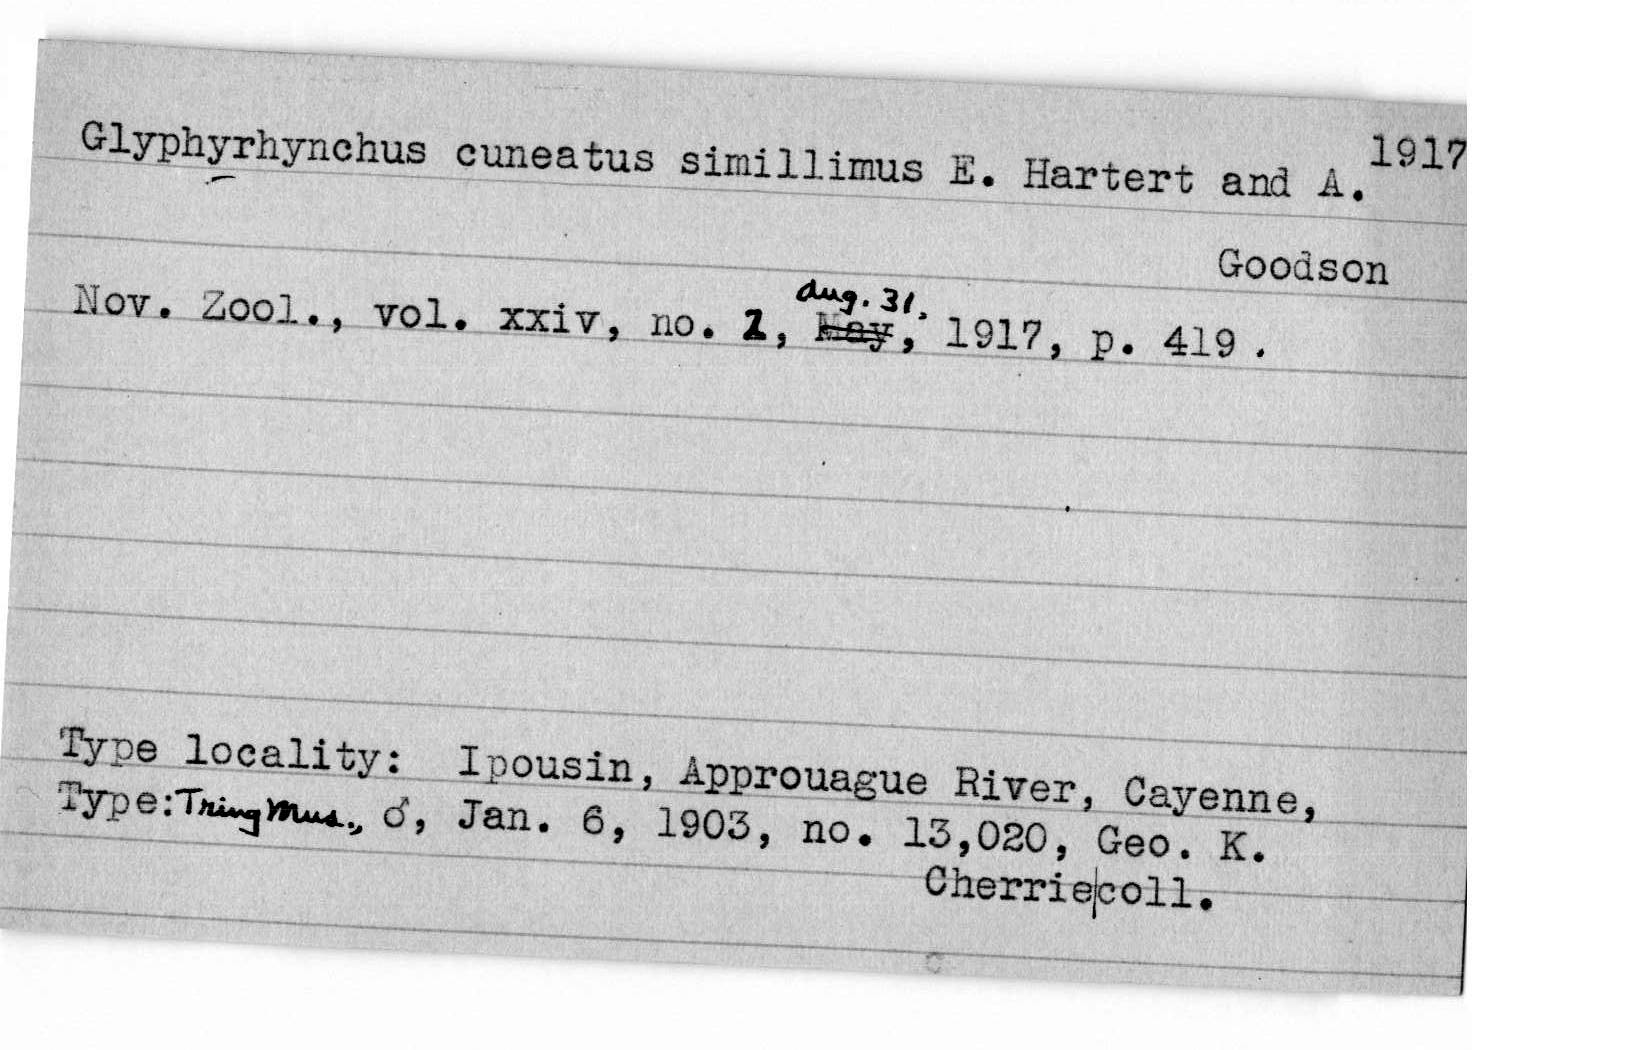 Glyphyrhynchus cuneatus simillimus E. Hartert and A. 1917
Goodson
Aug. 31.
Nov. Zool., vol. xxiv, no. 2, May, 1917, p. 419 .
Type locality: Ipousin, Approuague River, Cayenne,
Type: Tring Mus., ♂, Jan. 6, 1903, no. 13,020, Geo. K.
Cherrie|coll.